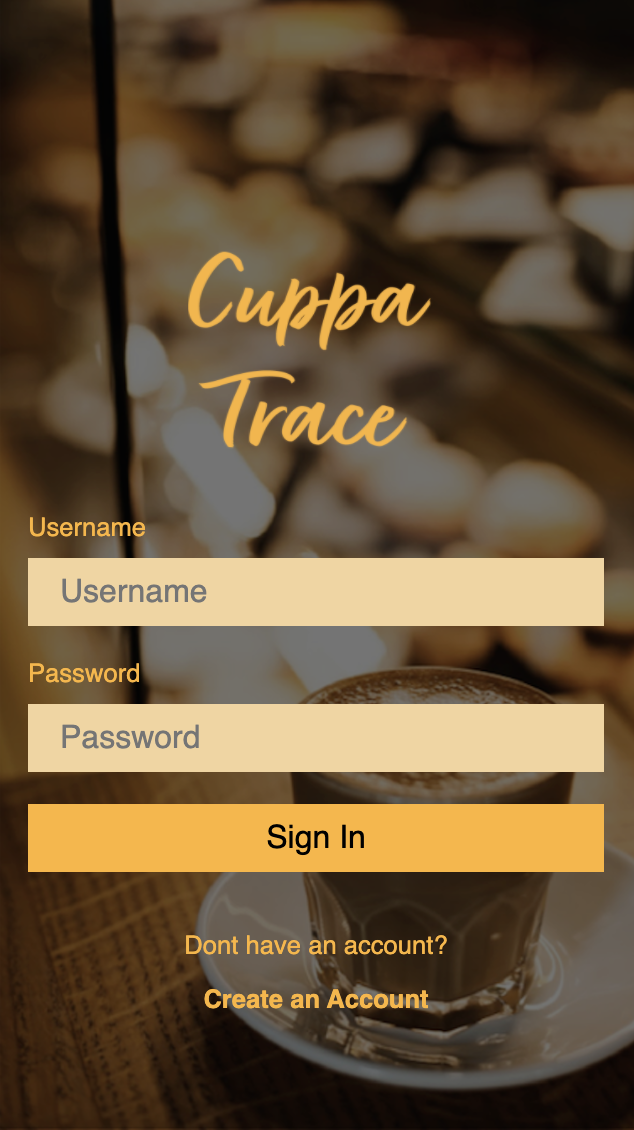 Cuppa
Trace
Username
Username
Password
Password
Sign In
Dont have an account?
Create an Account